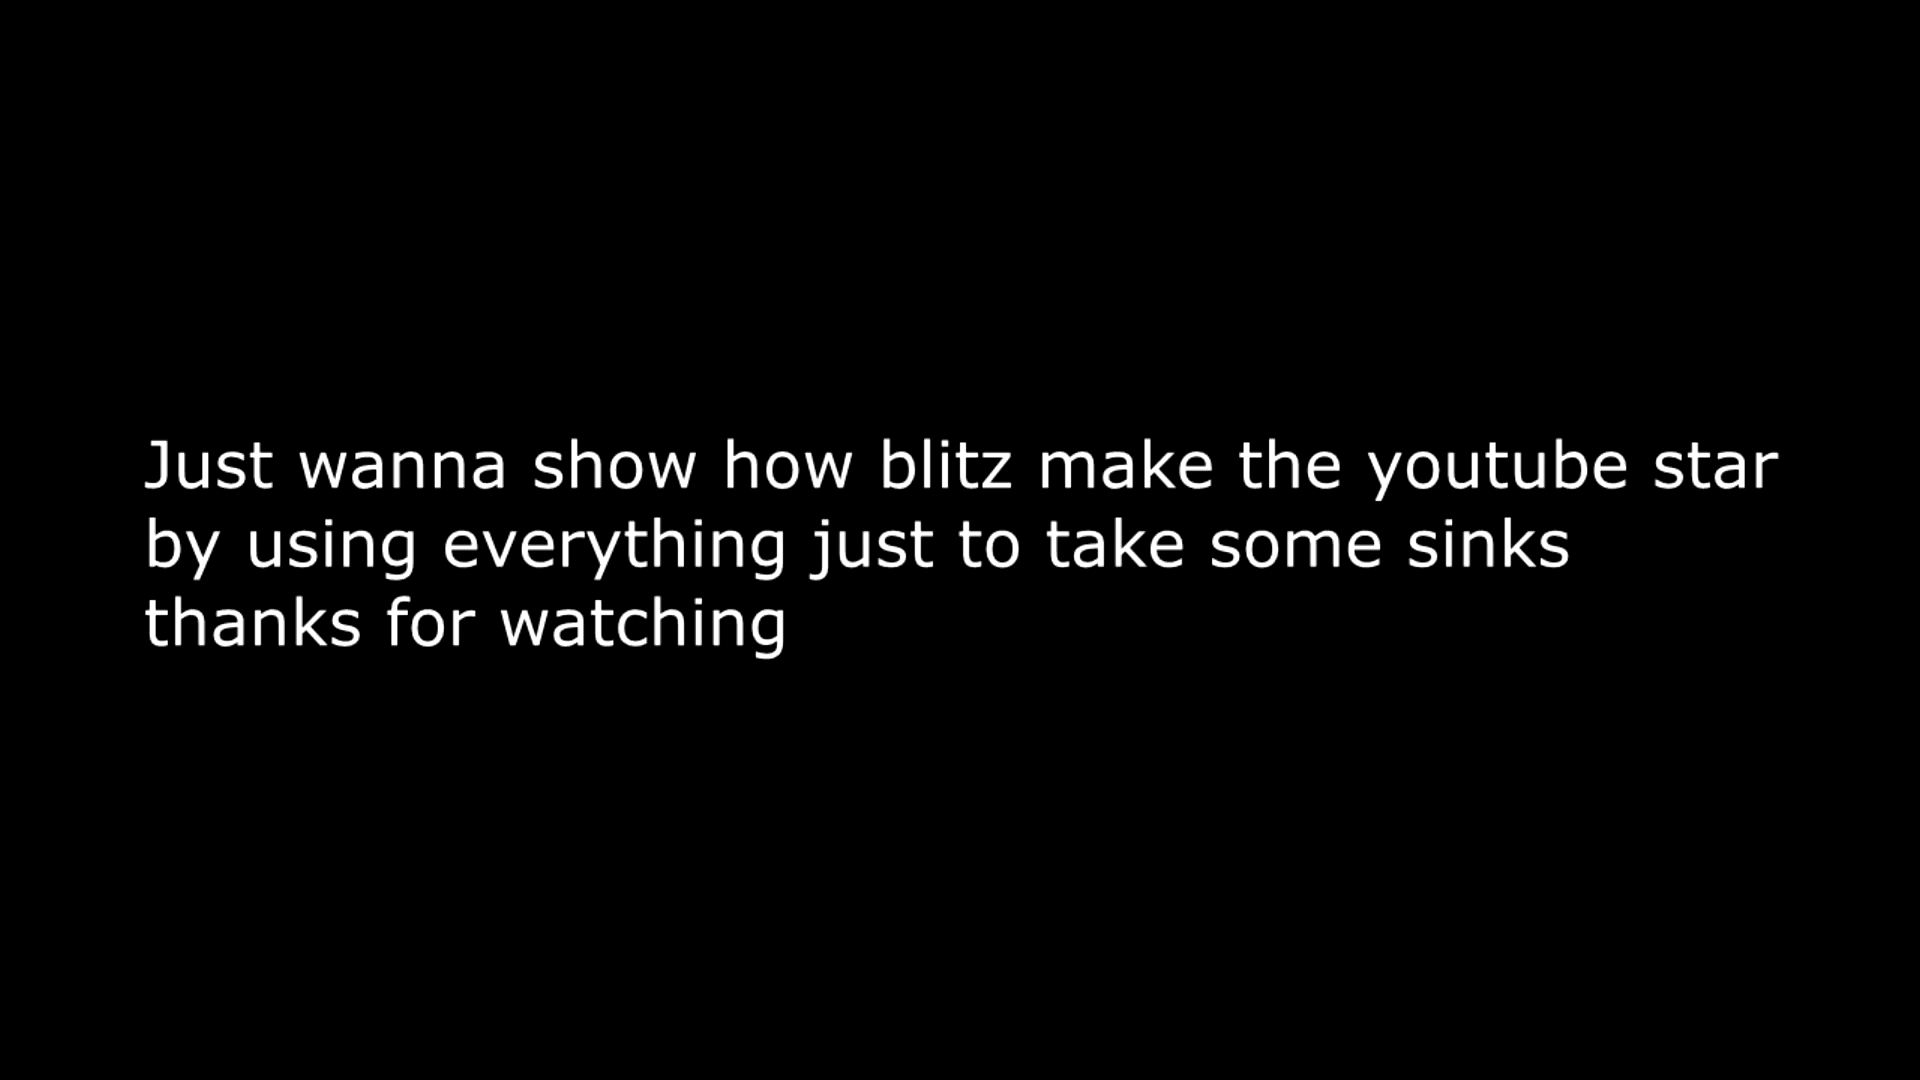 Just wanna show how blitz make the youtube star
by using everything just to take some sinks
thanks for watching